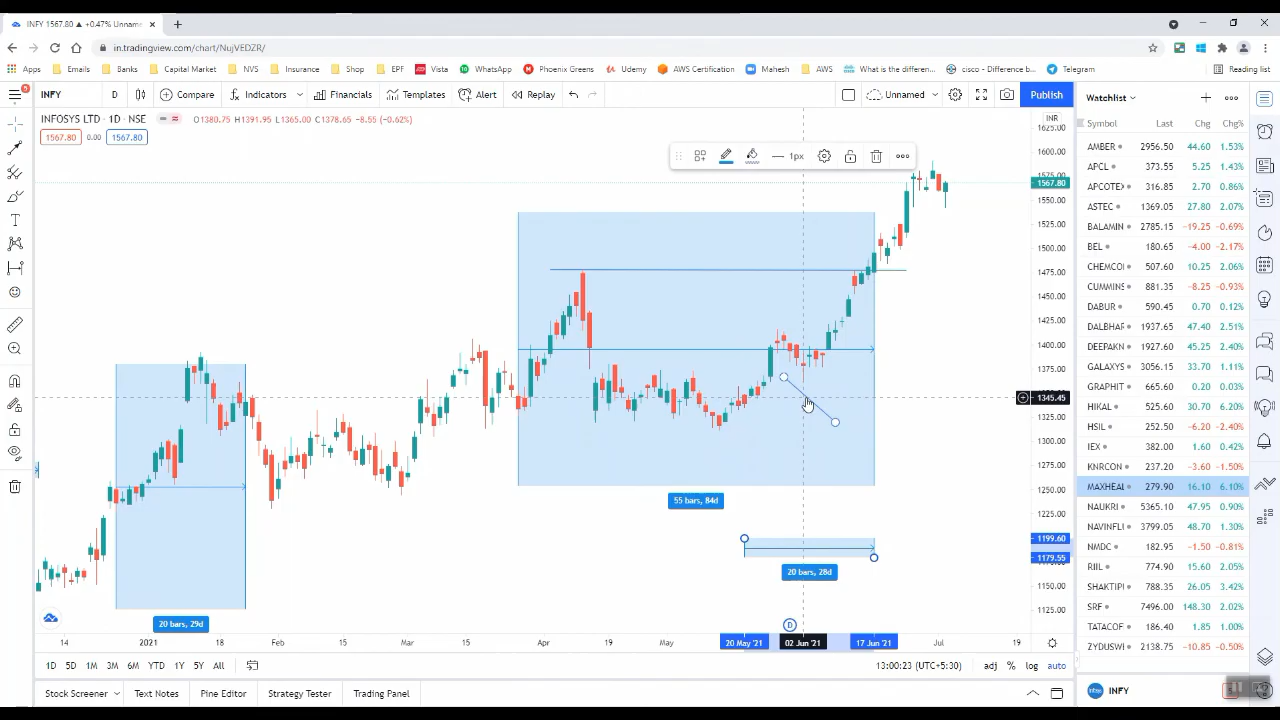 INFY 1567.80 ▲ +0.47% Unnam
in.tradingview.com/chart/NujVEDZR/
Apps Emails Banks Capital Market NVS Insurance Shop EPF Vista WhatsApp Phoenix Greens Udemy AWS Certification Mahesh AWS What is the differen... cisco - Difference b... Telegram Reading list
INFY D Compare Indicators Financials Templates Alert Replay Unnamed Publish
Watchlist
INFOSYS LTD · 1D · NSE O1380.75 H1391.95 L1365.00 C1378.65 −8.55 (−0.62%)
INR
1567.80 0.00 1567.80
1px
Symbol Last Chg Chg%
AMBER 2956.50 44.60 1.53%
APCL 373.55 5.25 1.43%
APCOTEX 316.85 2.70 0.86%
ASTEC 1369.05 27.80 2.07%
BALAMIN 2785.15 −19.25 −0.69%
BEL 180.65 −4.00 −2.17%
CHEMCO 507.60 10.25 2.06%
CUMMINS 881.35 −8.25 −0.93%
DABUR 590.45 0.70 0.12%
DALBHAR 1937.65 47.40 2.51%
DEEPAKN 1927.60 45.25 2.40%
GALAXYS 3056.15 33.70 1.11%
GRAPHIT 665.60 0.20 0.03%
HIKAL 525.60 30.70 6.20%
HSIL 252.50 −6.20 −2.40%
IEX 382.00 1.60 0.42%
KNRCON 237.20 −3.60 −1.50%
MAXHEAL 279.90 16.10 6.10%
NAUKRI 5365.10 47.95 0.90%
NAVINFLU 3799.05 48.70 1.30%
NMDC 182.95 −1.50 −0.81%
RIIL 774.90 15.60 2.05%
SHAKTIPU 788.35 26.05 3.42%
SRF 7496.00 148.30 2.02%
TATACOF 186.40 1.85 1.00%
ZYDUSWI 2138.75 −10.85 −0.50%
1625.00
1600.00
1575.00
1567.80
1550.00
1525.00
1500.00
1475.00
1450.00
1425.00
1400.00
1375.00
1345.45
1325.00
1300.00
1275.00
1250.00
1225.00
1199.60
1179.55
1150.00
1125.00
55 bars, 84d
20 bars, 28d
20 bars, 29d
D
14 2021 18 Feb 15 Mar 15 Apr 19 May 20 May '21 02 Jun '21 17 Jun '21 Jul 19
1D 5D 1M 3M 6M YTD 1Y 5Y All
13:00:23 (UTC+5:30) adj % log auto
Stock Screener Text Notes Pine Editor Strategy Tester Trading Panel
Infosys INFY